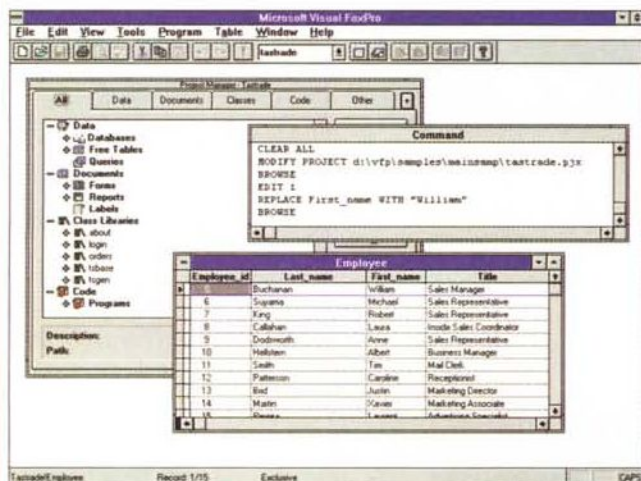 Microsoft Visual FoxPro
File Edit View Tools Program Table Window Help
tastrade
Project Manager - Tastrade
All Data Documents Classes Code Other
Data
Databases
Free Tables
Queries
Documents
Forms
Reports
Labels
Class Libraries
about
login
orders
tsbase
tsgen
Code
Programs
Description:
Path:
Command
CLEAR ALL
MODIFY PROJECT d:\vfp\samples\mainsamp\tastrade.pjx
BROWSE
EDIT 1
REPLACE First_name WITH "William"
BROWSE
Employee
Employee_id Last_name First_name Title
Buchanan William Sales Manager
6 Suyama Michael Sales Representative
7 King Robert Sales Representative
8 Callahan Laura Inside Sales Coordinator
9 Dodsworth Anne Sales Representative
10 Hellstern Albert Business Manager
11 Smith Tim Mail Clerk
12 Patterson Caroline Receptionist
13 Brid Justin Marketing Director
14 Martin Xavier Marketing Associate
15 Pereira Laurent Advertising Specialist
Tastrade!Employee Record: 1/15 Exclusive CAPS